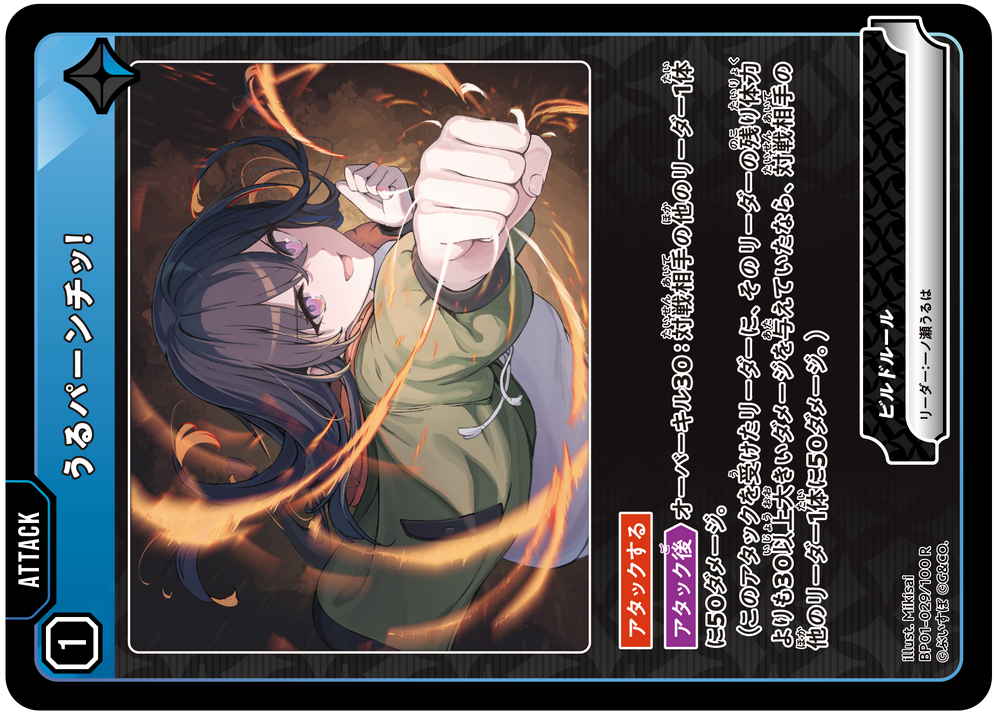 ATTACK
1
うるパーンチッ!
アタックする
アタック後 オーバーキル30:対戦相手の他のリーダー1体
に50ダメージ。
(このアタックを受けたリーダーに、そのリーダーの残り体力
よりも30以上大きいダメージを与えていたなら、対戦相手の
他のリーダー1体に50ダメージ。)
ビルドルール
リーダー:一ノ瀬うるは
illust. Mikisai
BP01-029/100 R
©ぶいすぽ ©G&CO.